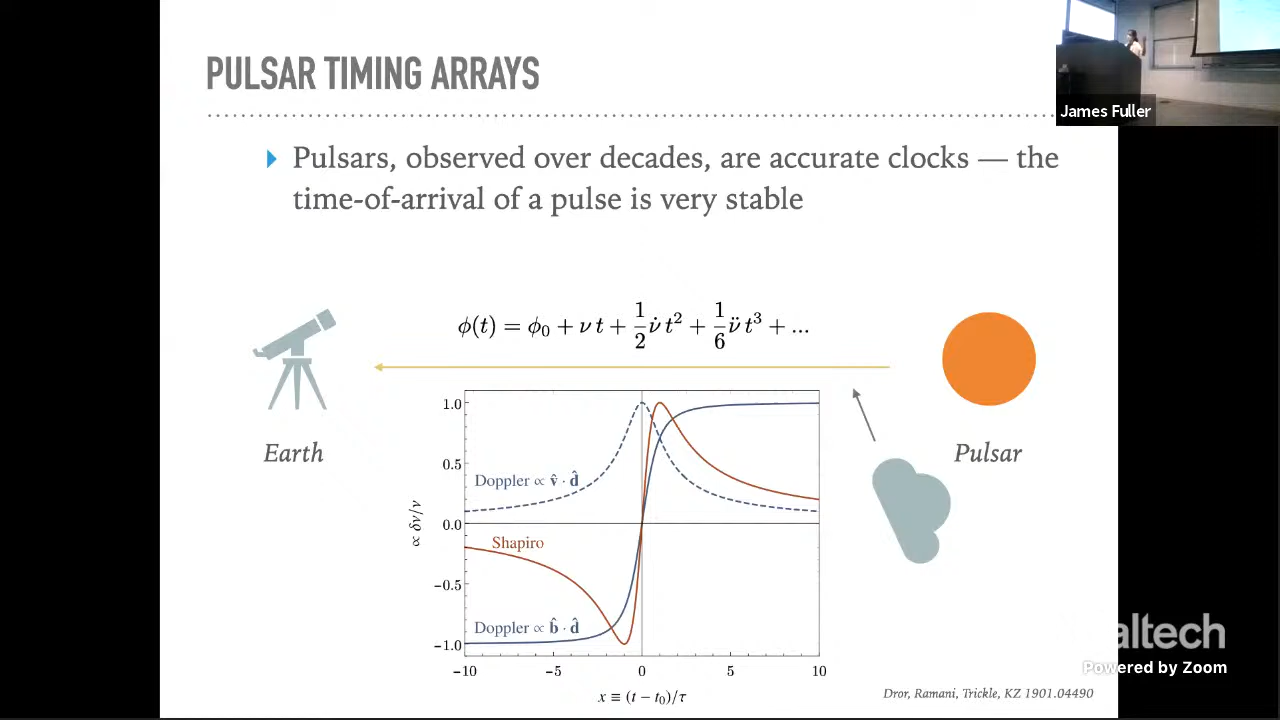 PULSAR TIMING ARRAYS
James Fuller
Pulsars, observed over decades, are accurate clocks — the
time-of-arrival of a pulse is very stable
ϕ(t) = ϕ₀ + ν t + 1/2 ν̇ t² + 1/6 ν̈ t³ + ...
Earth
Pulsar
1.0
0.5
0.0
−0.5
−1.0
∝ δν/ν
Doppler ∝ v̂ · d̂
Shapiro
Doppler ∝ b̂ · d̂
−10 −5 0 5 10
x ≡ (t − t₀)/τ
altech
Powered by Zoom
Dror, Ramani, Trickle, KZ 1901.04490